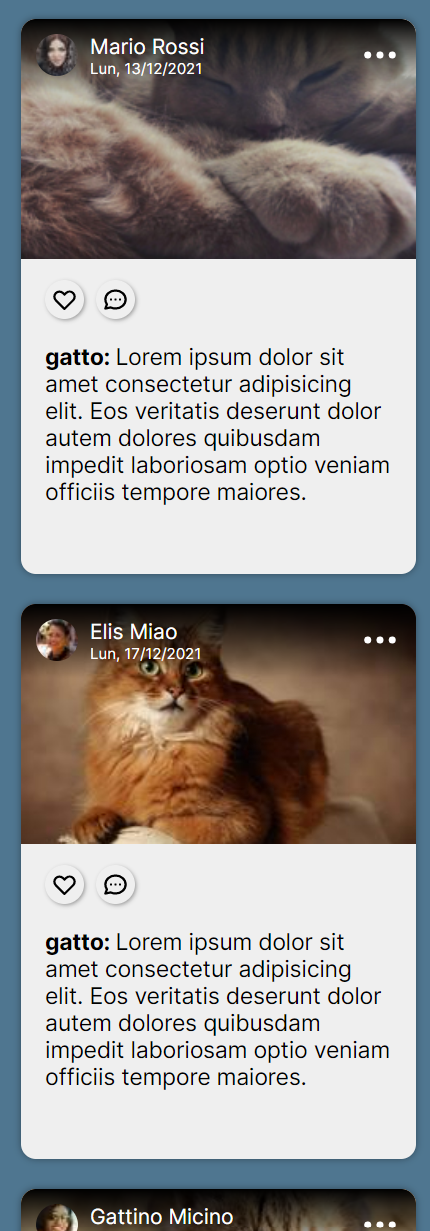 Mario Rossi
Lun, 13/12/2021
gatto: Lorem ipsum dolor sit
amet consectetur adipisicing
elit. Eos veritatis deserunt dolor
autem dolores quibusdam
impedit laboriosam optio veniam
officiis tempore maiores.
Elis Miao
Lun, 17/12/2021
gatto: Lorem ipsum dolor sit
amet consectetur adipisicing
elit. Eos veritatis deserunt dolor
autem dolores quibusdam
impedit laboriosam optio veniam
officiis tempore maiores.
Gattino Micino